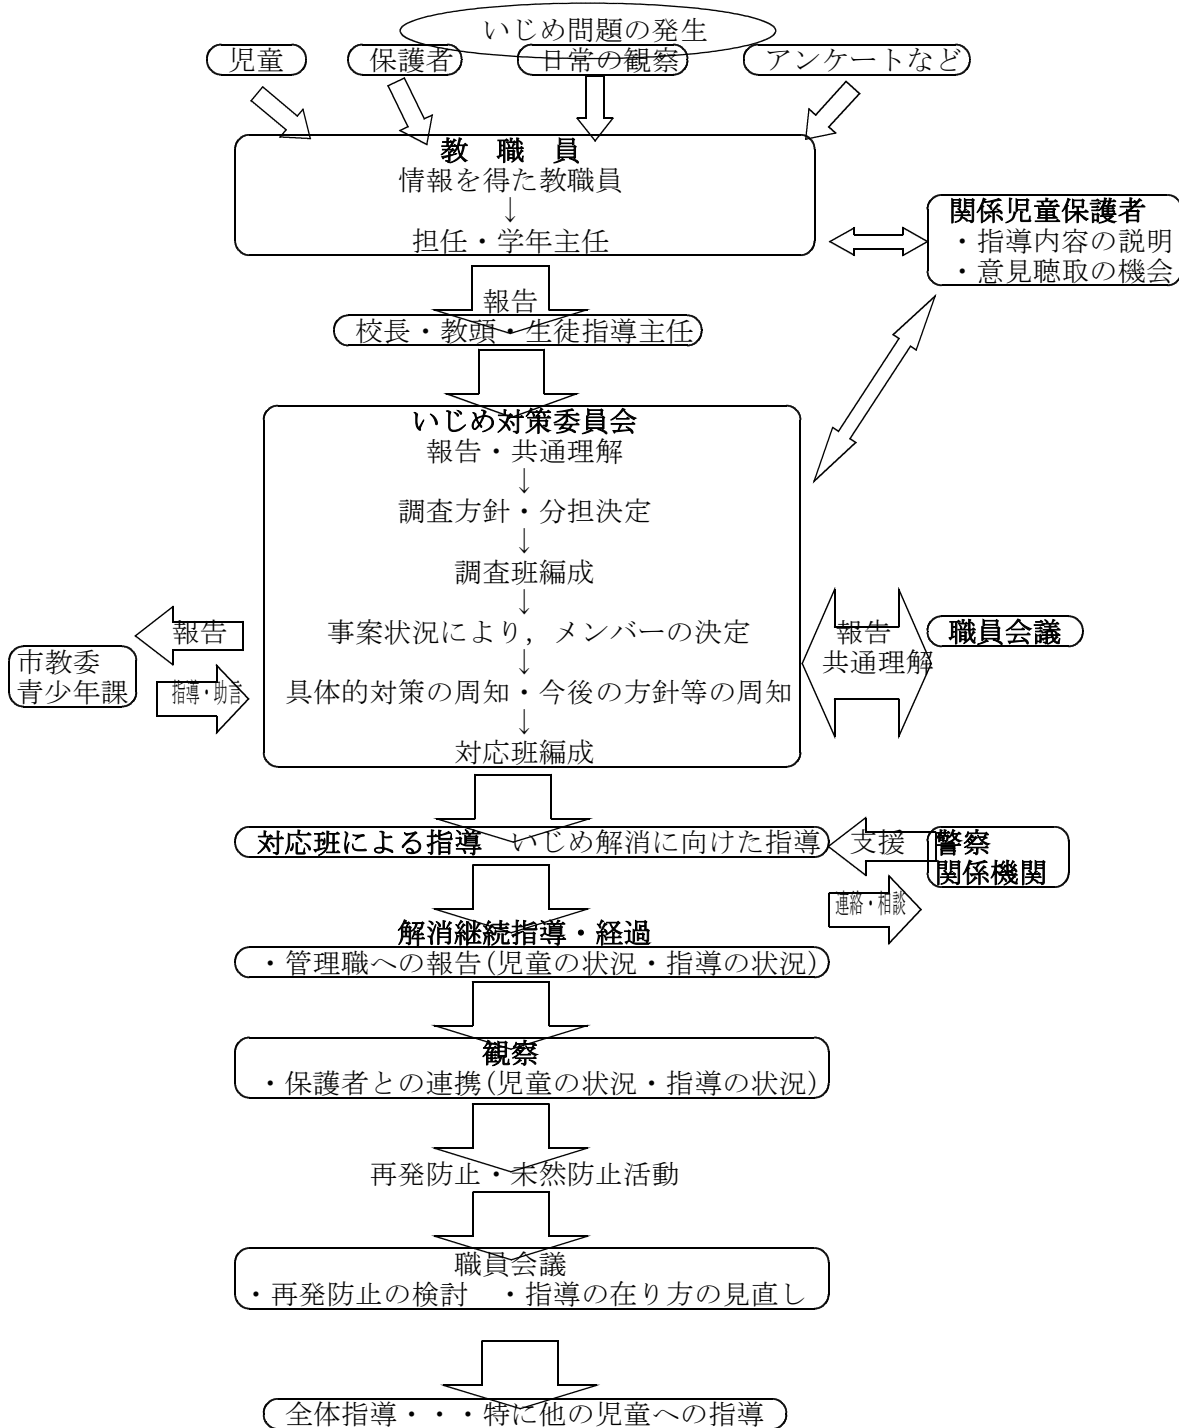 いじめ問題の発生
児童
保護者
日常の観察
アンケートなど
教　職　員
情報を得た教職員
↓
担任・学年主任
関係児童保護者
・指導内容の説明
・意見聴取の機会
報告
校長・教頭・生徒指導主任
いじめ対策委員会
報告・共通理解
↓
調査方針・分担決定
↓
調査班編成
↓
事案状況により，メンバーの決定
↓
具体的対策の周知・今後の方針等の周知
↓
対応班編成
報告
市教委
青少年課
指導・助言
報告
共通理解
職員会議
対応班による指導　いじめ解消に向けた指導
支援
警察
関係機関
連絡・相談
解消継続指導・経過
・管理職への報告(児童の状況・指導の状況)
観察
・保護者との連携(児童の状況・指導の状況)
再発防止・未然防止活動
職員会議
・再発防止の検討　・指導の在り方の見直し
全体指導・・・特に他の児童への指導